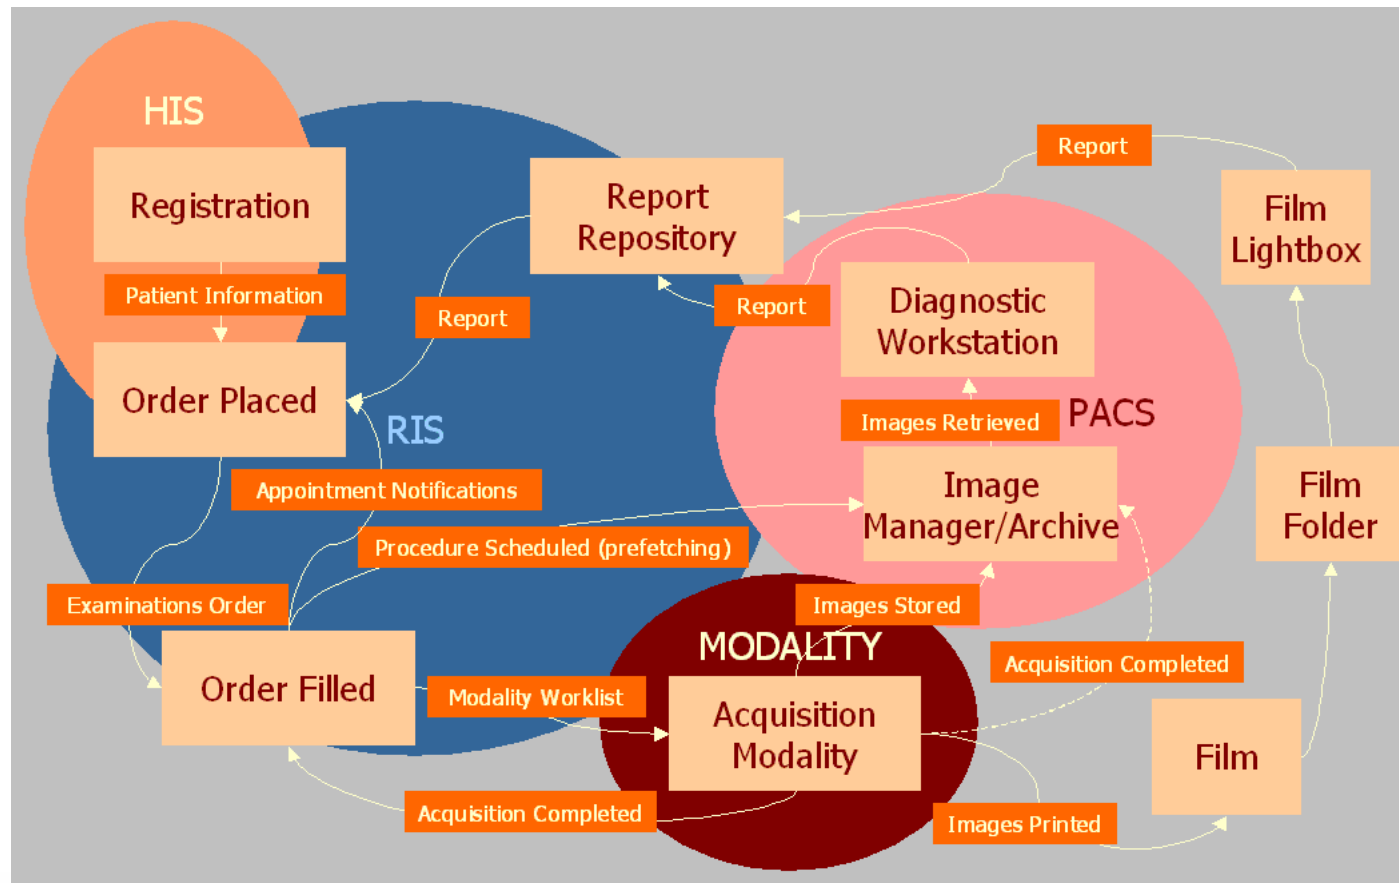 HIS
Registration
Patient Information
Order Placed
RIS
Report
Repository
Report
Report
Report
Film
Lightbox
Diagnostic
Workstation
Images Retrieved
PACS
Appointment Notifications
Image
Manager/Archive
Film
Folder
Procedure Scheduled (prefetching)
Examinations Order
Images Stored
MODALITY
Acquisition Completed
Order Filled
Modality Worklist
Acquisition
Modality
Film
Acquisition Completed
Images Printed